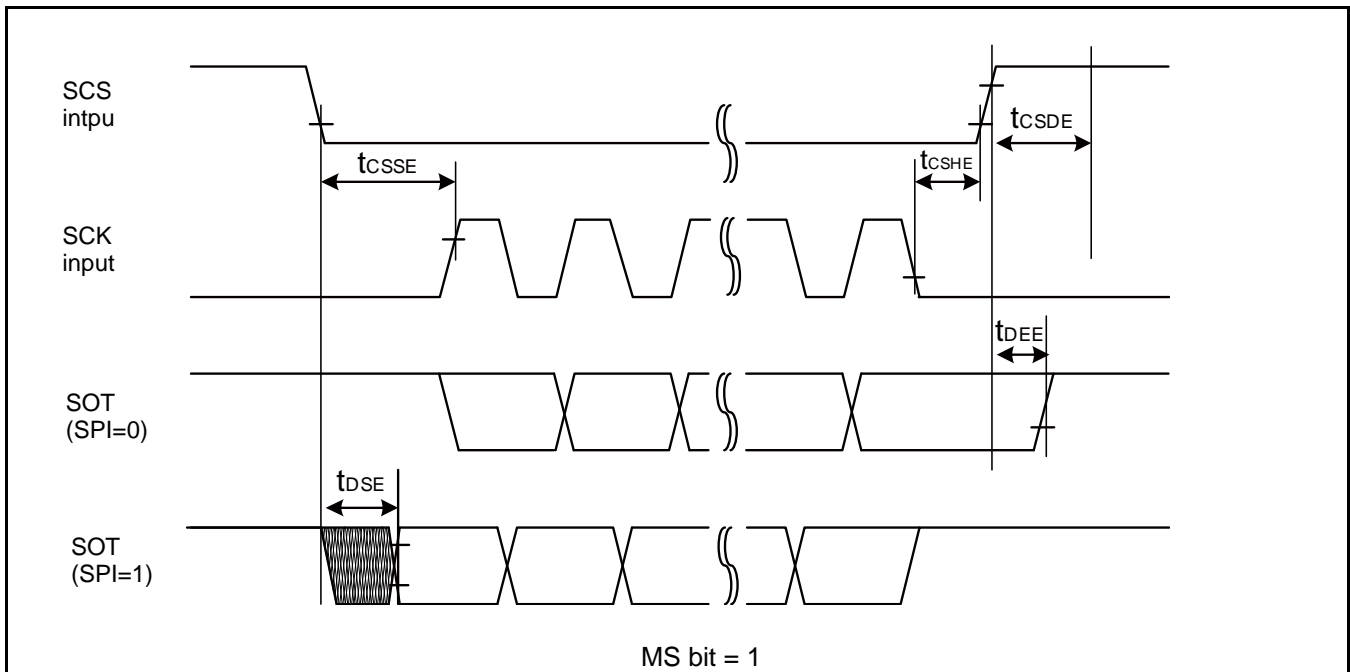 SCS
intpu
tCSDE
tCSSE
tCSHE
SCK
input
tDEE
SOT
(SPI=0)
tDSE
SOT
(SPI=1)
MS bit = 1